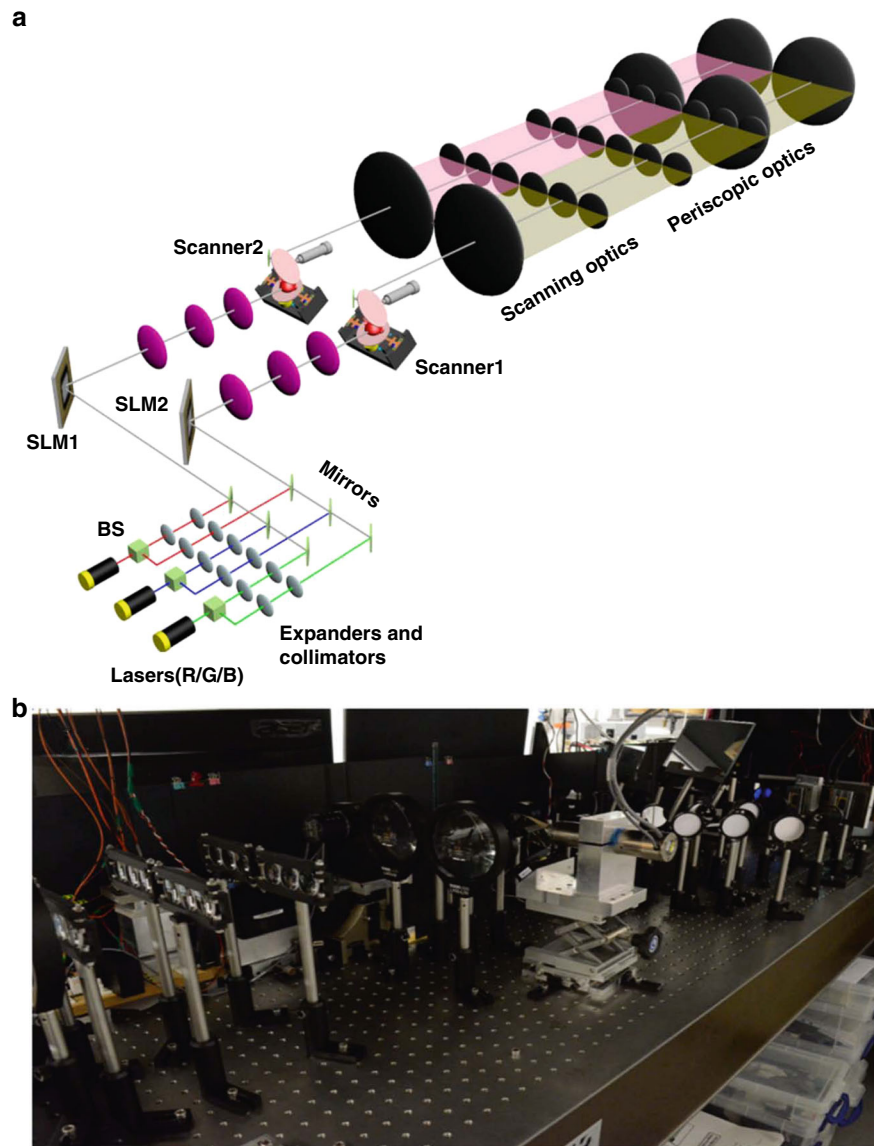 a
Periscopic optics
Scanning optics
Scanner2
Scanner1
SLM2
SLM1
Mirrors
BS
Expanders and
collimators
Lasers(R/G/B)
b